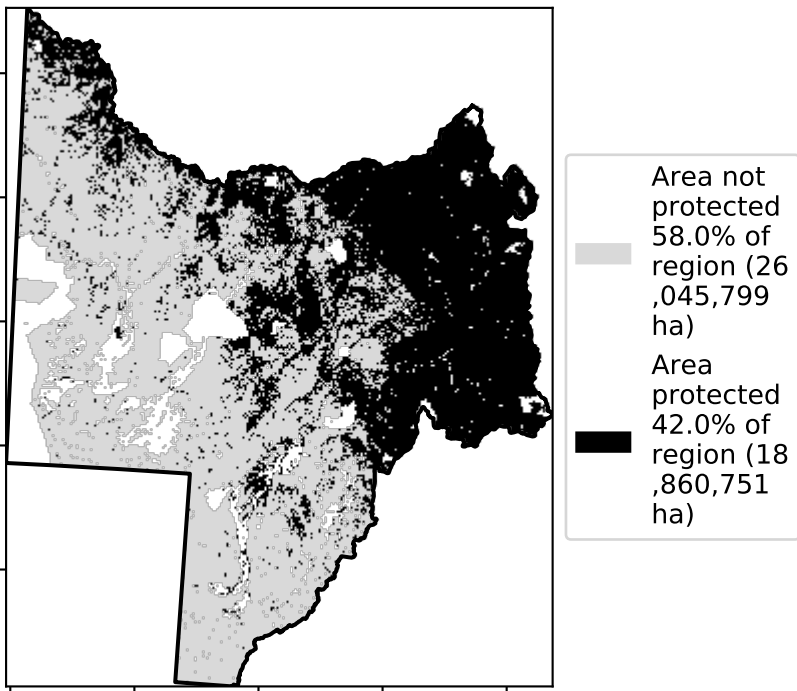 Area not
protected
58.0% of
region (26
,045,799
ha)
Area
protected
42.0% of
region (18
,860,751
ha)